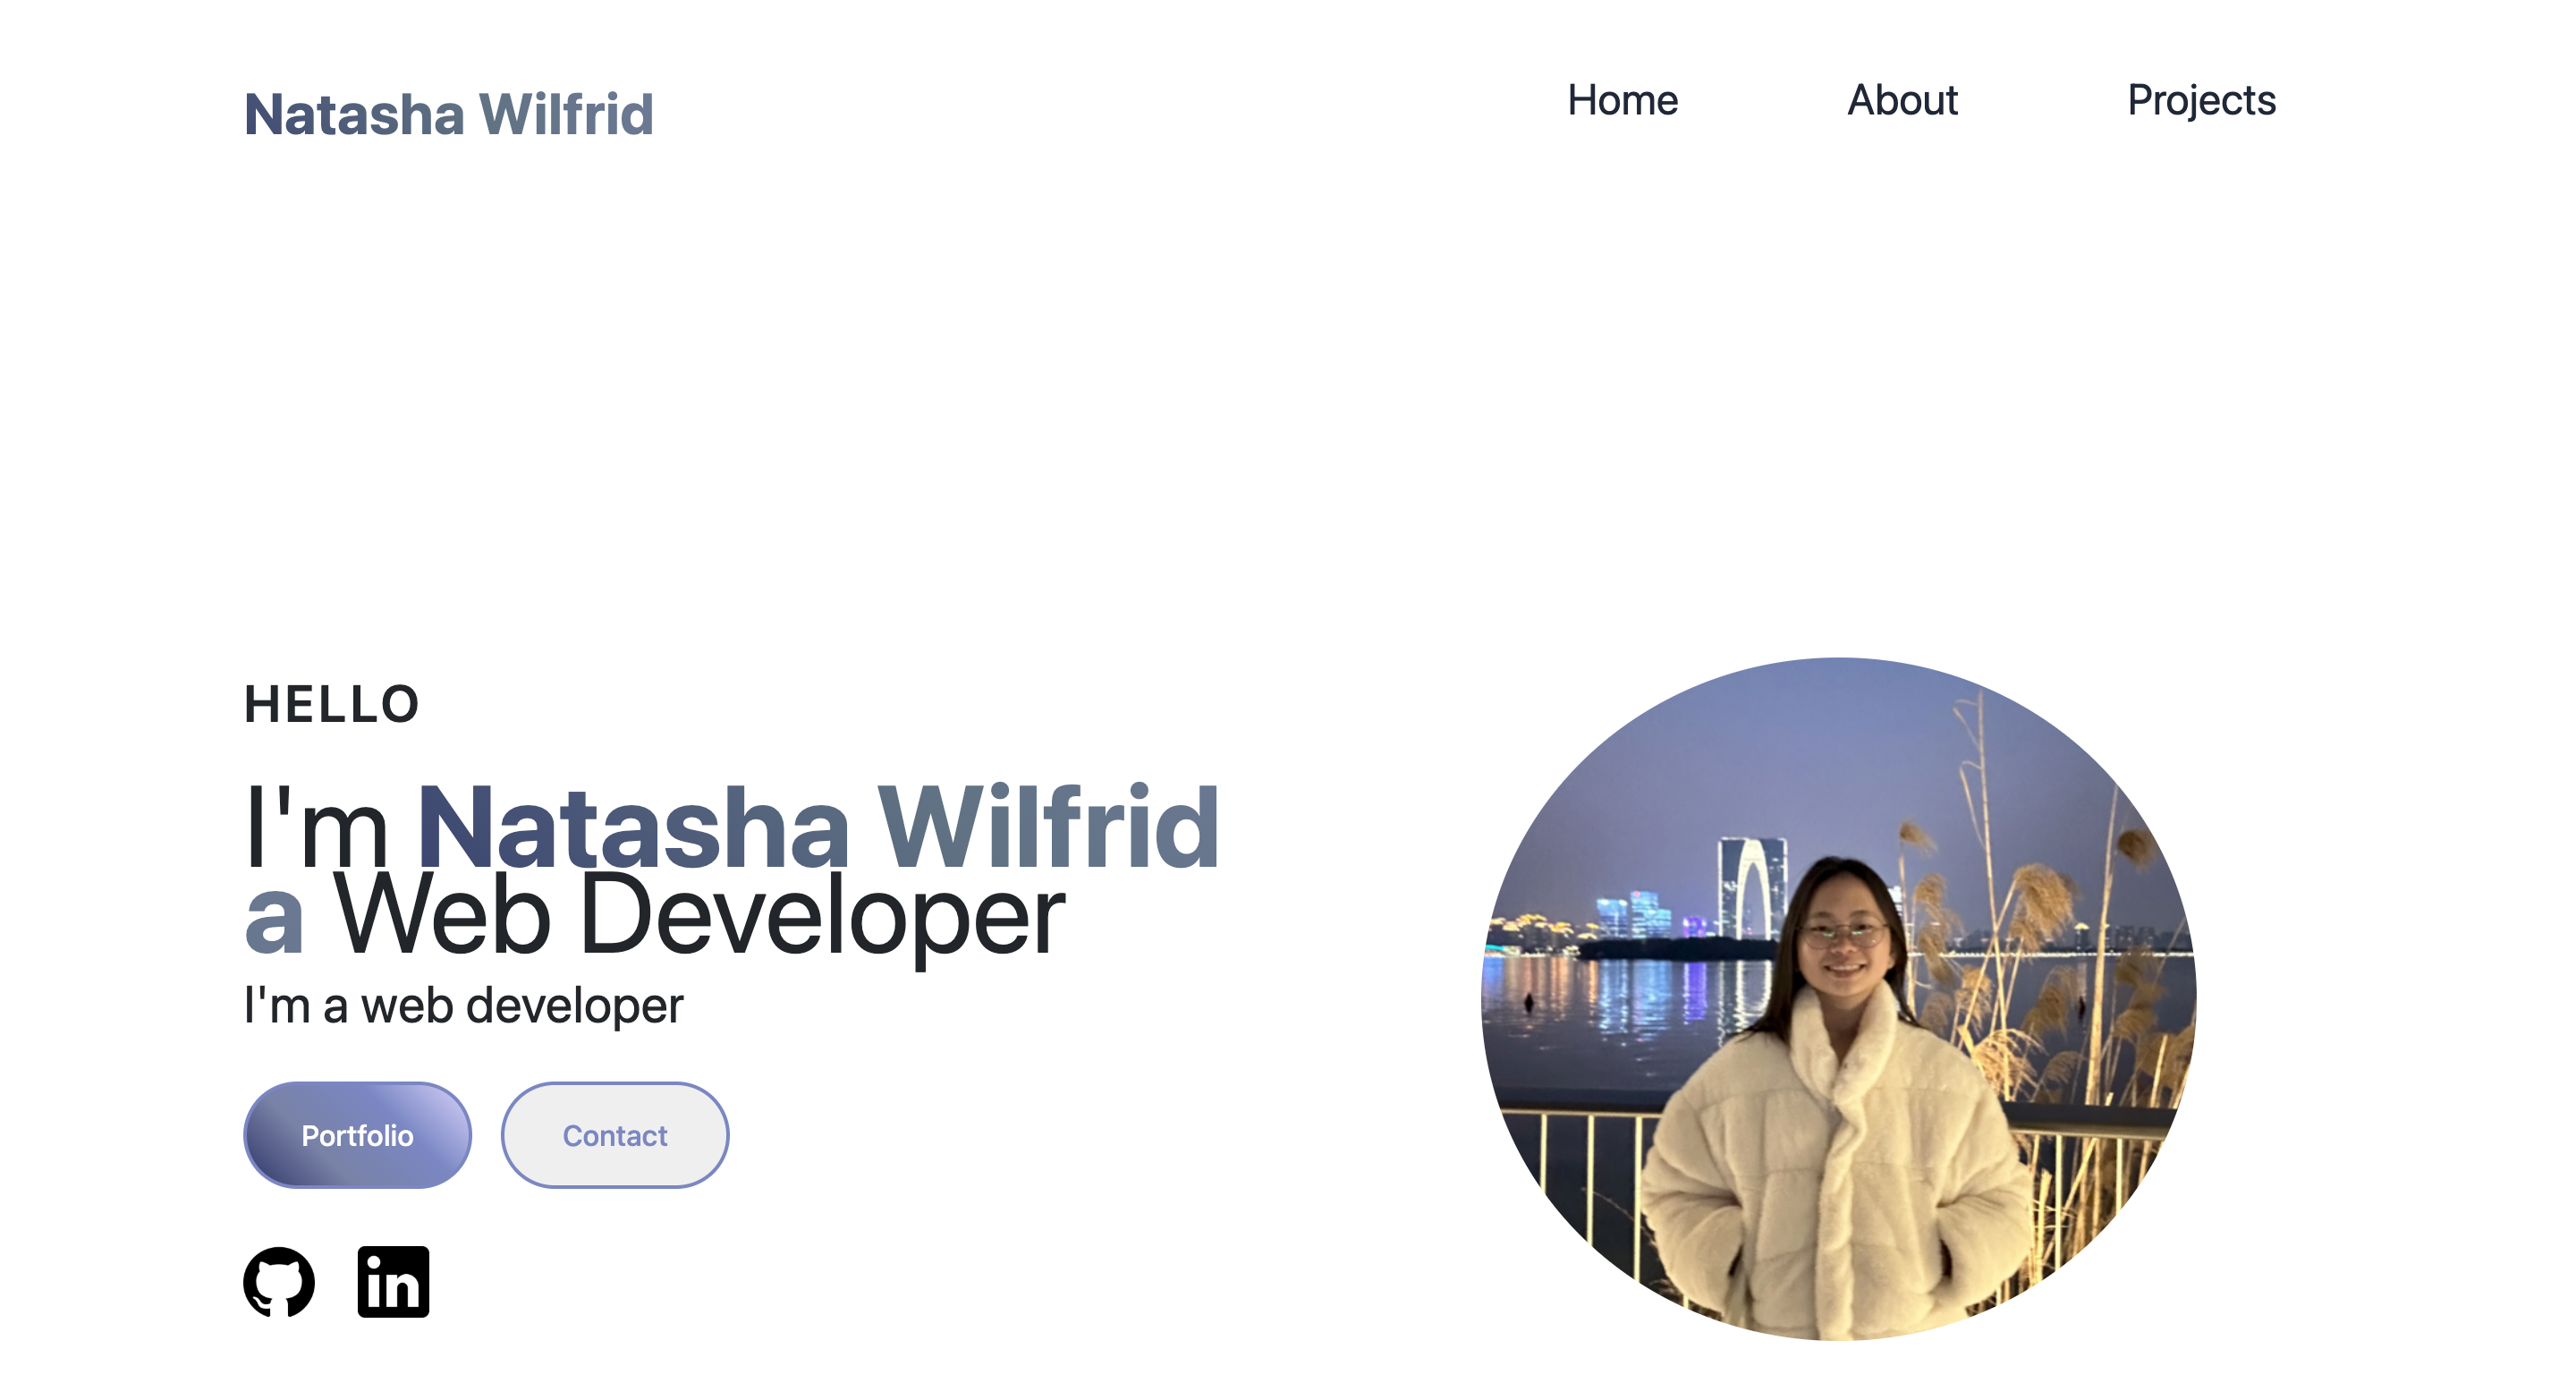 Natasha Wilfrid
Home About Projects
HELLO
I'm Natasha Wilfrid
a Web Developer
I'm a web developer
Portfolio Contact
in